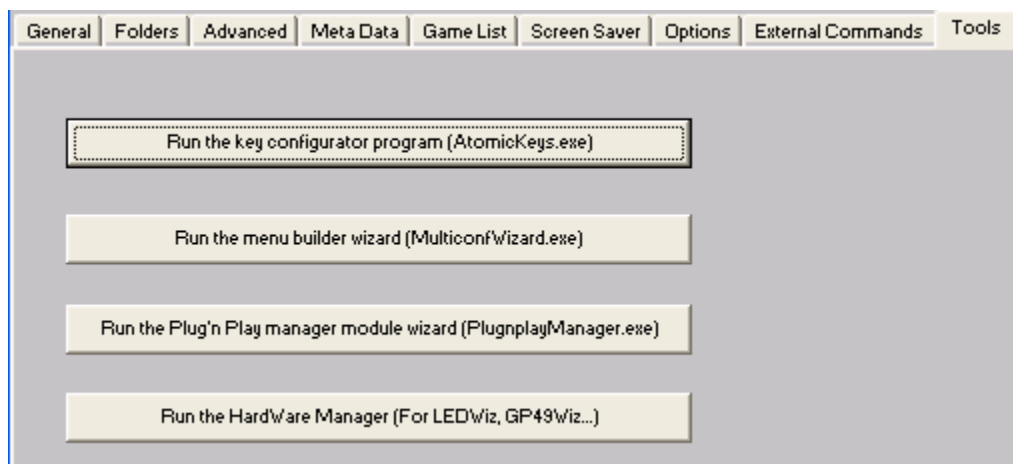 General Folders Advanced Meta Data Game List Screen Saver Options External Commands Tools
Run the key configurator program (AtomicKeys.exe)
Run the menu builder wizard (MulticonfWizard.exe)
Run the Plug'n Play manager module wizard (PlugnplayManager.exe)
Run the HardWare Manager (For LEDWiz, GP49Wiz...)